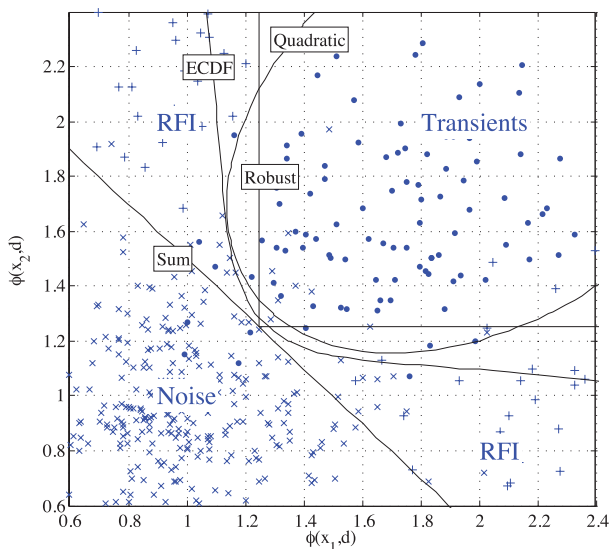 2.2
2
1.8
1.6
1.4
1.2
1
0.8
0.6
φ(x₂,d)
Quadratic
ECDF
RFI
Transients
Robust
Sum
Noise
RFI
0.6 0.8 1 1.2 1.4 1.6 1.8 2 2.2 2.4
φ(x₁,d)